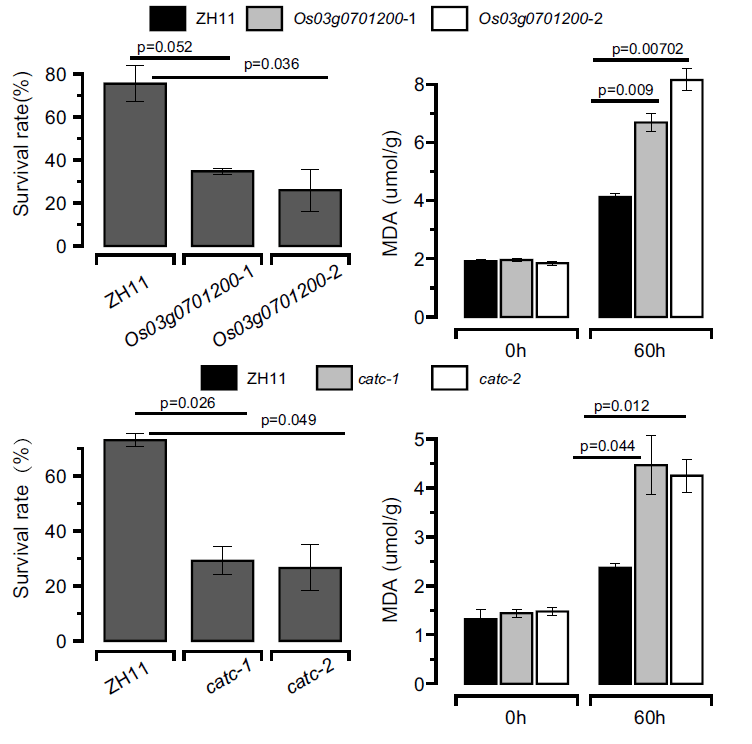 ZH11 Os03g0701200-1 Os03g0701200-2
p=0.052
p=0.036
Survival rate(%)
80
60
40
20
0
ZH11
Os03g0701200-1
Os03g0701200-2
p=0.00702
p=0.009
MDA (umol/g)
8
6
4
2
0
0h
60h
ZH11 catc-1 catc-2
p=0.026
p=0.049
Survival rate (%)
60
40
20
0
ZH11
catc-1
catc-2
p=0.012
p=0.044
MDA (umol/g)
5
4
3
2
1
0
0h
60h